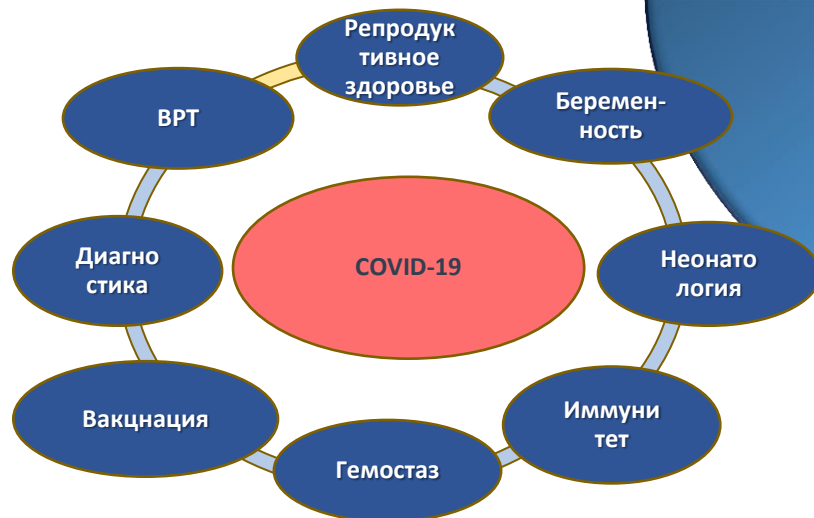 Репродук
тивное
здоровье
Беремен-
ность
ВРТ
COVID-19
Диагно
стика
Неонато
логия
Вакцнация
Иммуни
тет
Гемостаз